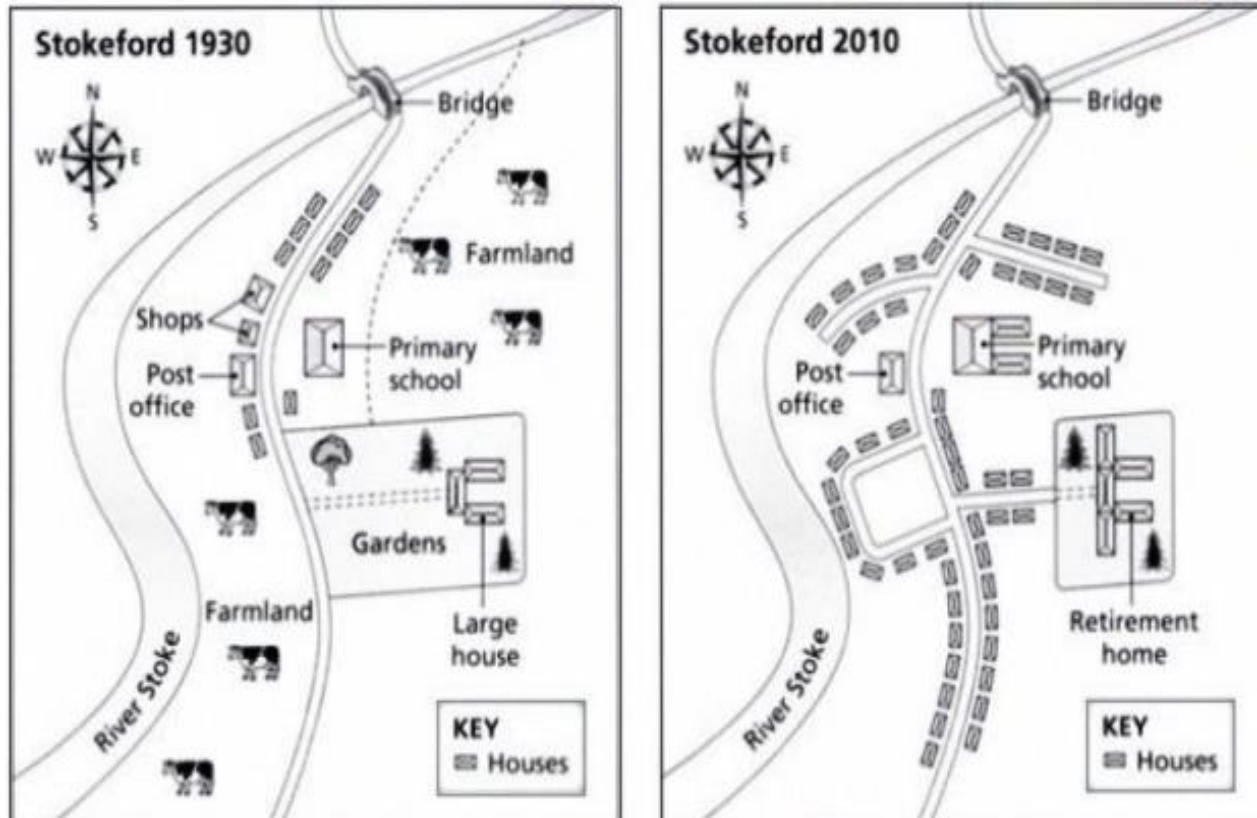 Stokeford 1930
N
W
E
S
Bridge
Farmland
Shops
Primary
school
Post
office
Gardens
Farmland
Large
house
River Stoke
KEY
Houses
Stokeford 2010
N
W
E
S
Bridge
Primary
school
Post
office
Retirement
home
River Stoke
KEY
Houses